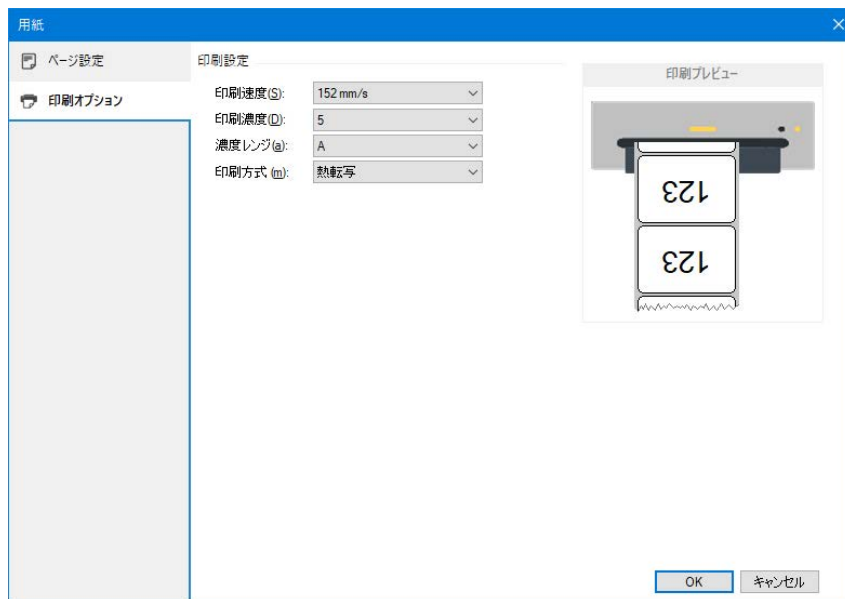 用紙
ページ設定
印刷オプション
印刷設定
印刷速度(S): 152 mm/s
印刷濃度(D): 5
濃度レンジ(a): A
印刷方式 (m): 熱転写
印刷プレビュー
123
123
OK キャンセル